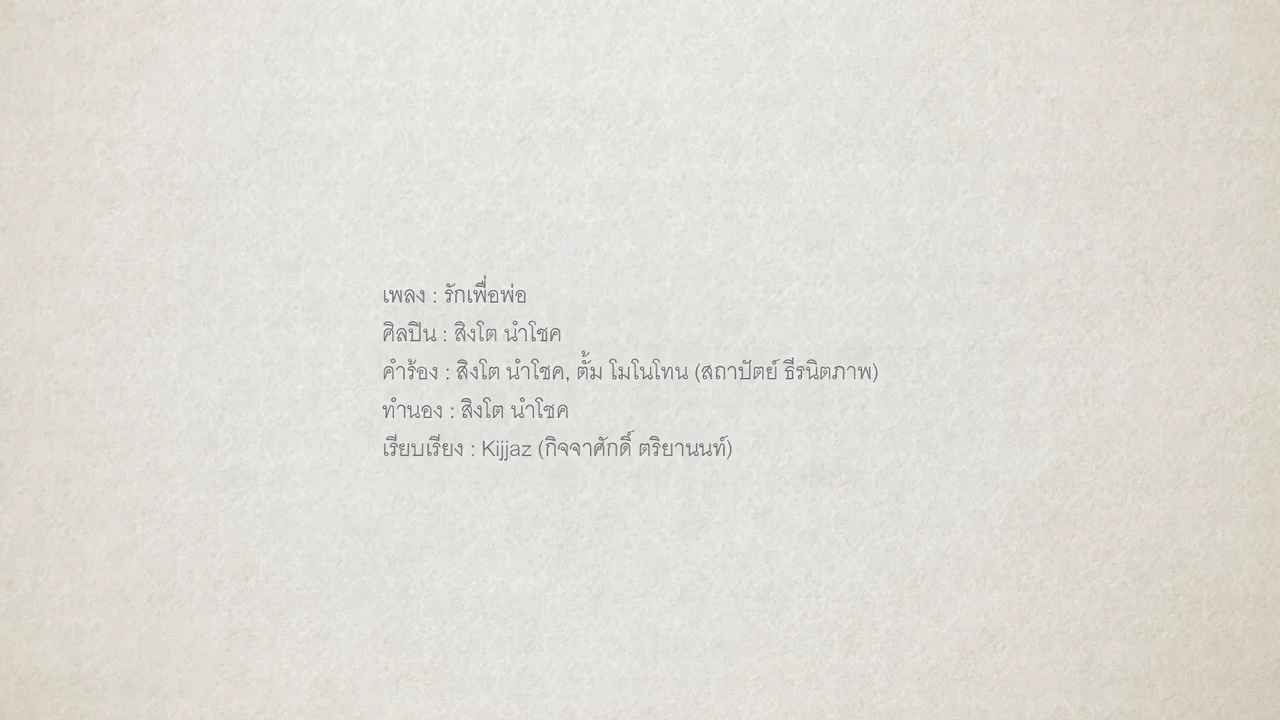 เพลง : รักเพื่อพ่อ
ศิลปิน : สิงโต นำโชค
คำร้อง : สิงโต นำโชค, ตั้ม โมโนโทน (สถาปัตย์ ธีรนิตภาพ)
ทำนอง : สิงโต นำโชค
เรียบเรียง : Kijjaz (กิจจาศักดิ์ ตริยานนท์)